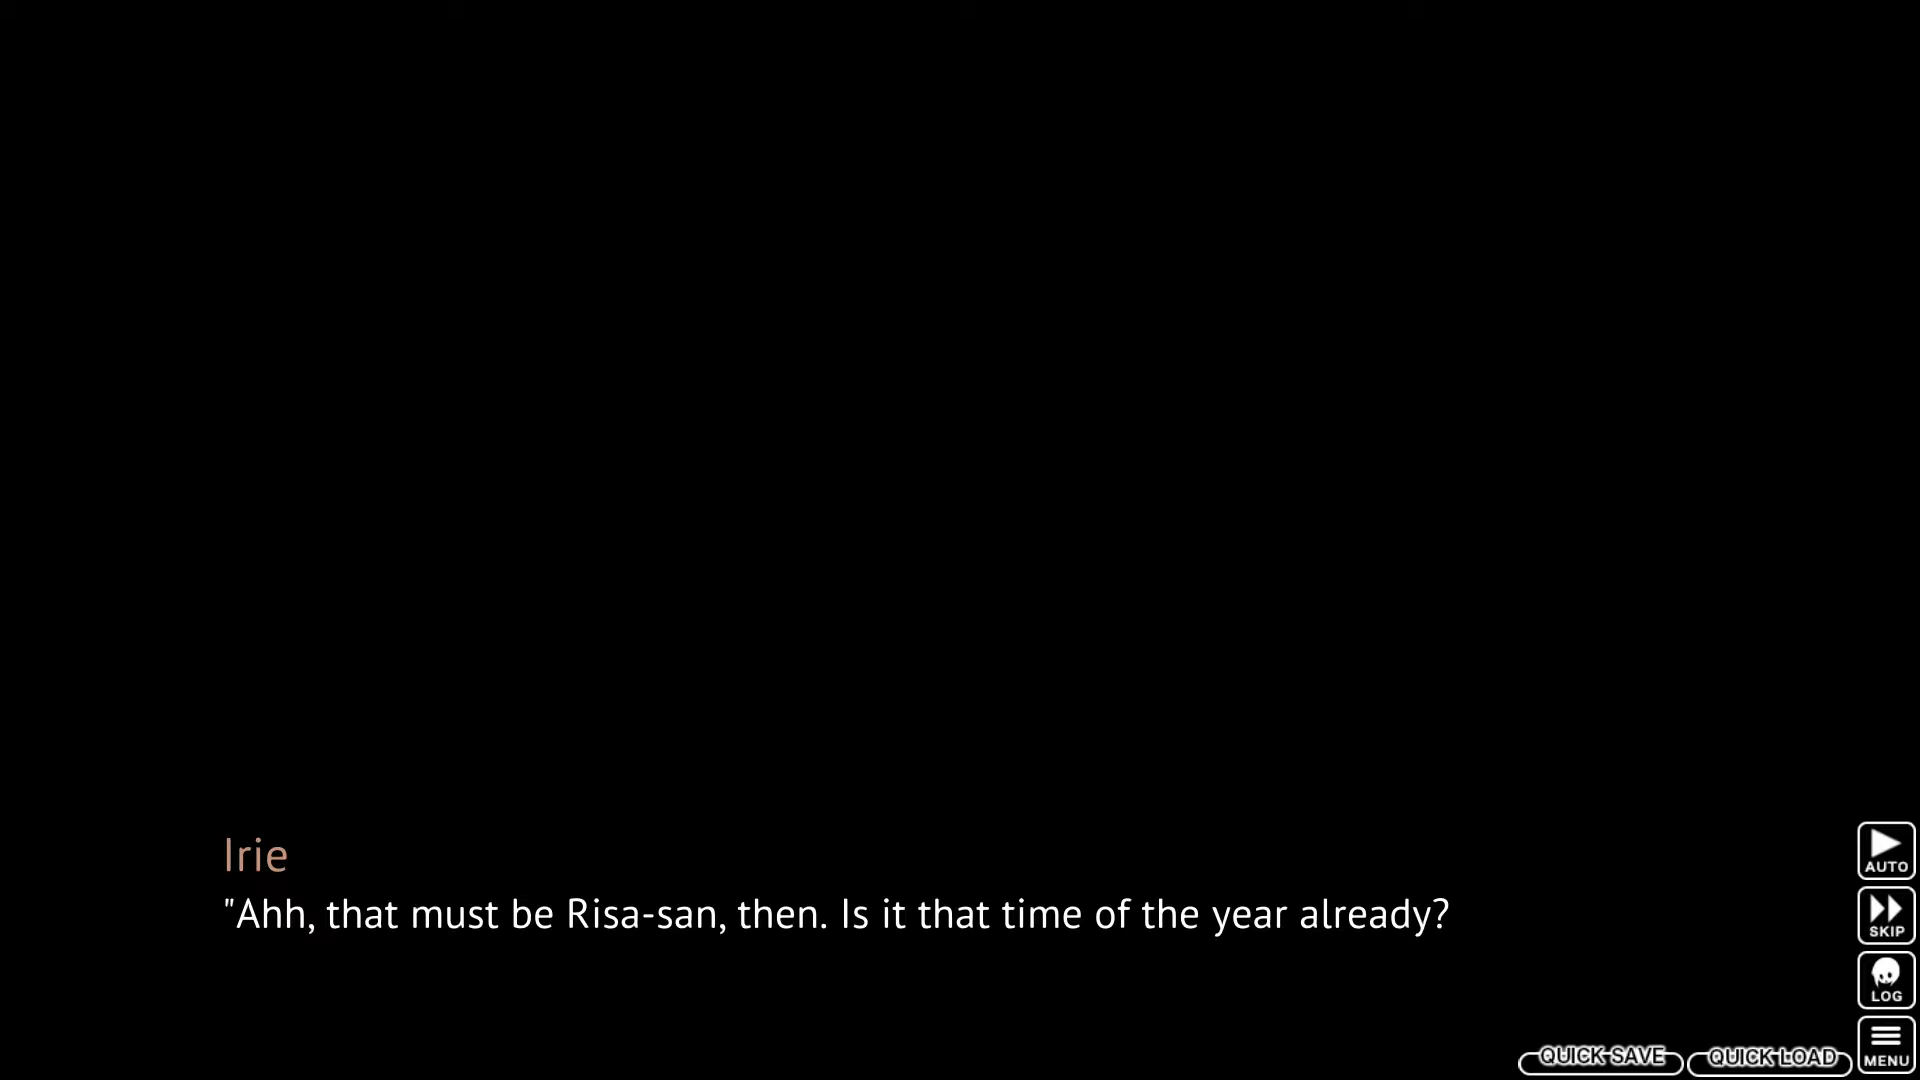 Irie
"Ahh, that must be Risa-san, then. Is it that time of the year already?
AUTO
SKIP
LOG
MENU
QUICK SAVE
QUICK LOAD